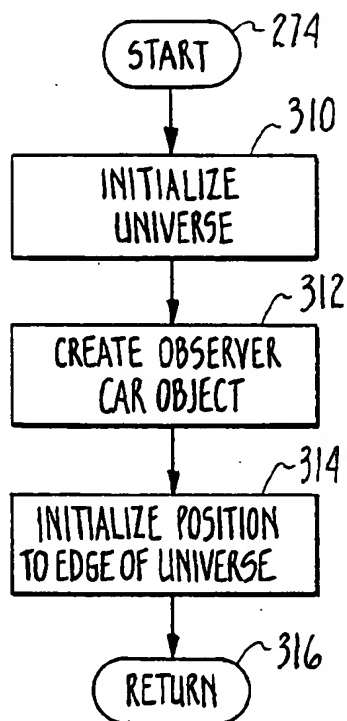 274
START
310
INITIALIZE
UNIVERSE
312
CREATE OBSERVER
CAR OBJECT
314
INITIALIZE POSITION
TO EDGE OF UNIVERSE
316
RETURN